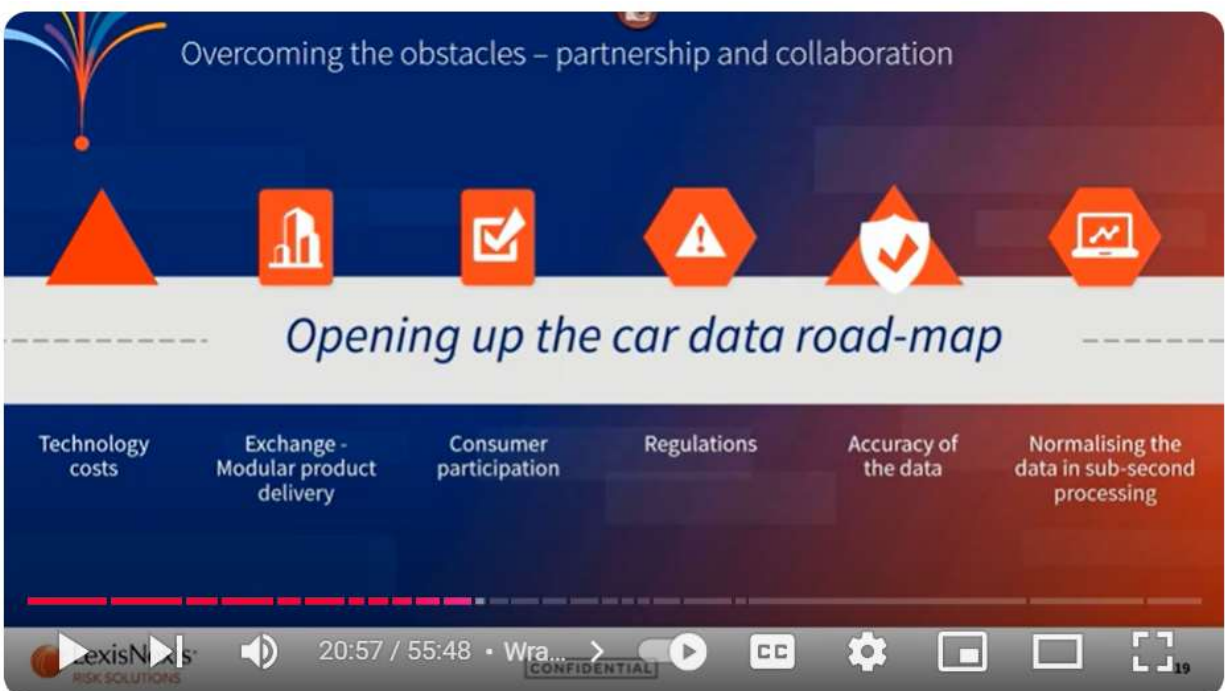 Overcoming the obstacles – partnership and collaboration
Opening up the car data road-map
Technology
costs
Exchange -
Modular product
delivery
Consumer
participation
Regulations
Accuracy of
the data
Normalising the
data in sub-second
processing
20:57 / 55:48 • Wra...
CC
RISK SOLUTIONS
CONFIDENTIAL
19